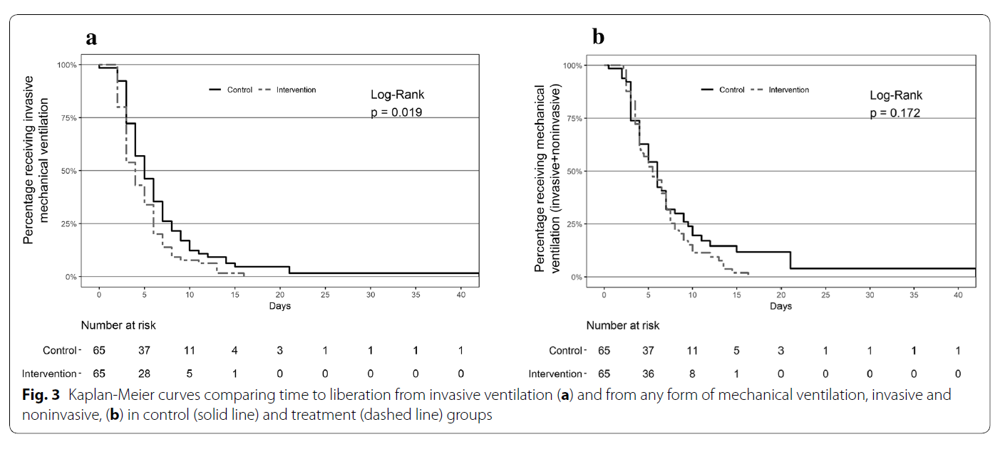 a
Percentage receiving invasive
mechanical ventilation
100%
75%
50%
25%
0%
Control Intervention
Log-Rank
p = 0.019
0 5 10 15 20 25 30 35 40
Days
Number at risk
Control- 65 37 11 4 3 1 1 1 1
Intervention- 65 28 5 1 0 0 0 0 0
b
Percentage receiving mechanical
ventilation (invasive+noninvasive)
100%
75%
50%
25%
0%
Control Intervention
Log-Rank
p = 0.172
0 5 10 15 20 25 30 35 40
Days
Number at risk
Control- 65 37 11 5 3 1 1 1 1
Intervention- 65 36 8 1 0 0 0 0 0
Fig. 3 Kaplan-Meier curves comparing time to liberation from invasive ventilation (a) and from any form of mechanical ventilation, invasive and
noninvasive, (b) in control (solid line) and treatment (dashed line) groups